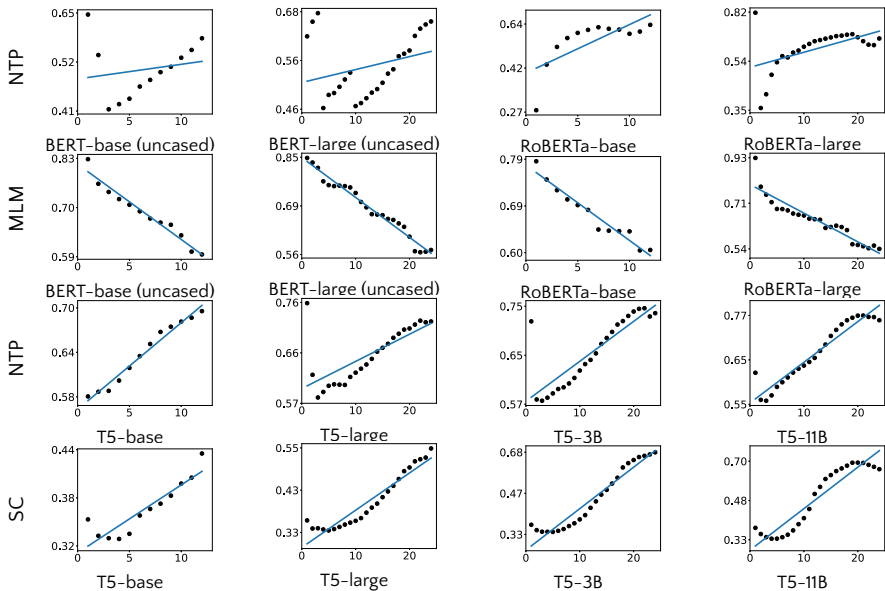 NTP
0.65
0.52
0.41
0 5 10
BERT-base (uncased)
0.68
0.56
0.46
0 10 20
BERT-large (uncased)
0.64
0.42
0.27
0 5 10
RoBERTa-base
0.82
0.54
0.35
0 10 20
RoBERTa-large
MLM
0.83
0.70
0.59
0 5 10
BERT-base (uncased)
0.85
0.69
0.56
0 10 20
BERT-large (uncased)
0.79
0.69
0.60
0 5 10
RoBERTa-base
0.93
0.71
0.54
0 10 20
RoBERTa-large
NTP
0.70
0.64
0.58
0 5 10
T5-base
0.76
0.66
0.57
0 10 20
T5-large
0.75
0.65
0.57
0 10 20
T5-3B
0.77
0.65
0.55
0 10 20
T5-11B
SC
0.44
0.38
0.32
0 5 10
T5-base
0.55
0.43
0.33
0 10 20
T5-large
0.68
0.47
0.33
0 10 20
T5-3B
0.70
0.48
0.33
0 10 20
T5-11B